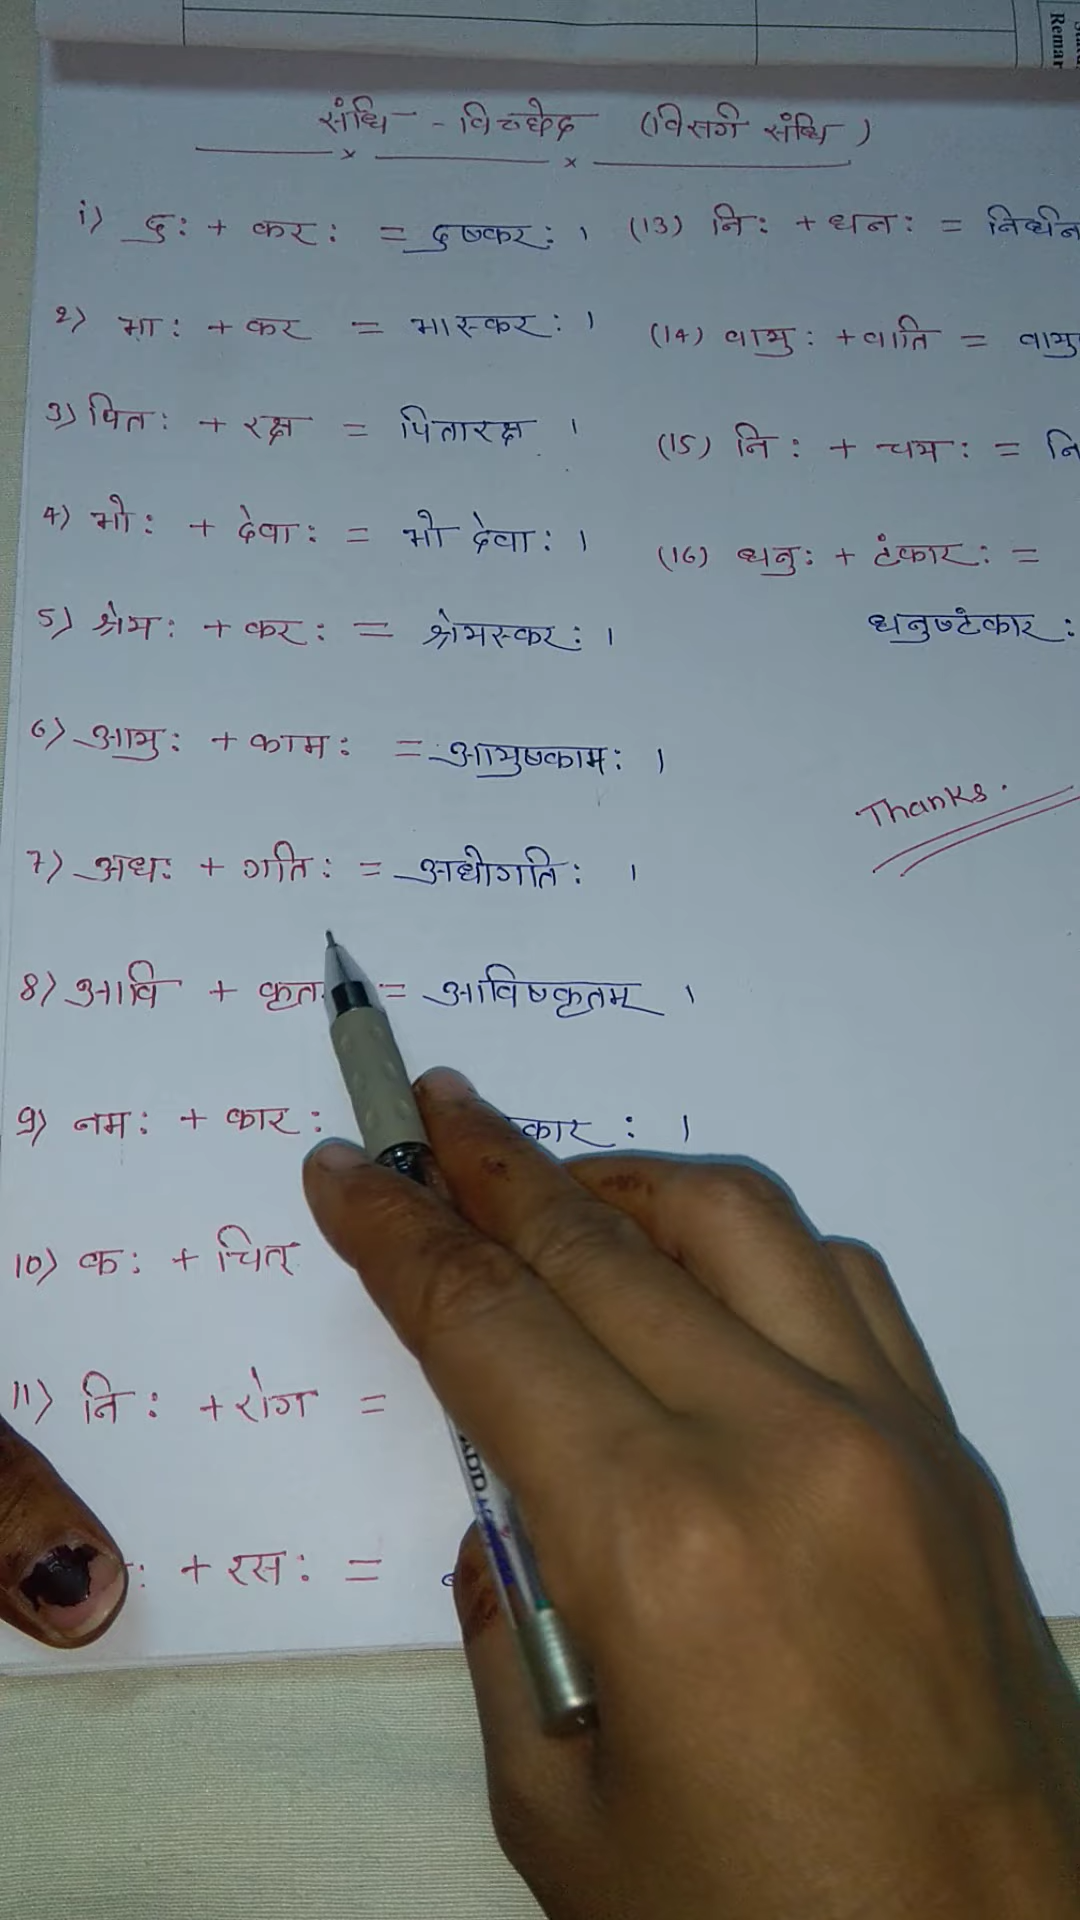 Remar
संधि - विच्छेद (विसर्ग संधि)
1) दुः + करः = दुष्करः ।
2) भाः + कर = भास्करः ।
3) पितः + रक्ष = पितारक्ष ।
4) भोः + देवाः = भो देवाः ।
5) श्रेयः + करः = श्रेयस्करः ।
6) आयुः + कामः = आयुष्कामः ।
7) अधः + गतिः = अधोगतिः ।
8) आवि + कृत = आविष्कृतम् ।
9) नमः + कारः कारः ।
10) कः + चित्
11) निः + रोग =
: + रसः =
(13) निः + धनः = निर्धन
(14) वायुः + वाति = वायु
(15) निः + चयः = नि
(16) धनुः + टंकारः =
धनुष्टंकारः
Thanks.
ADD